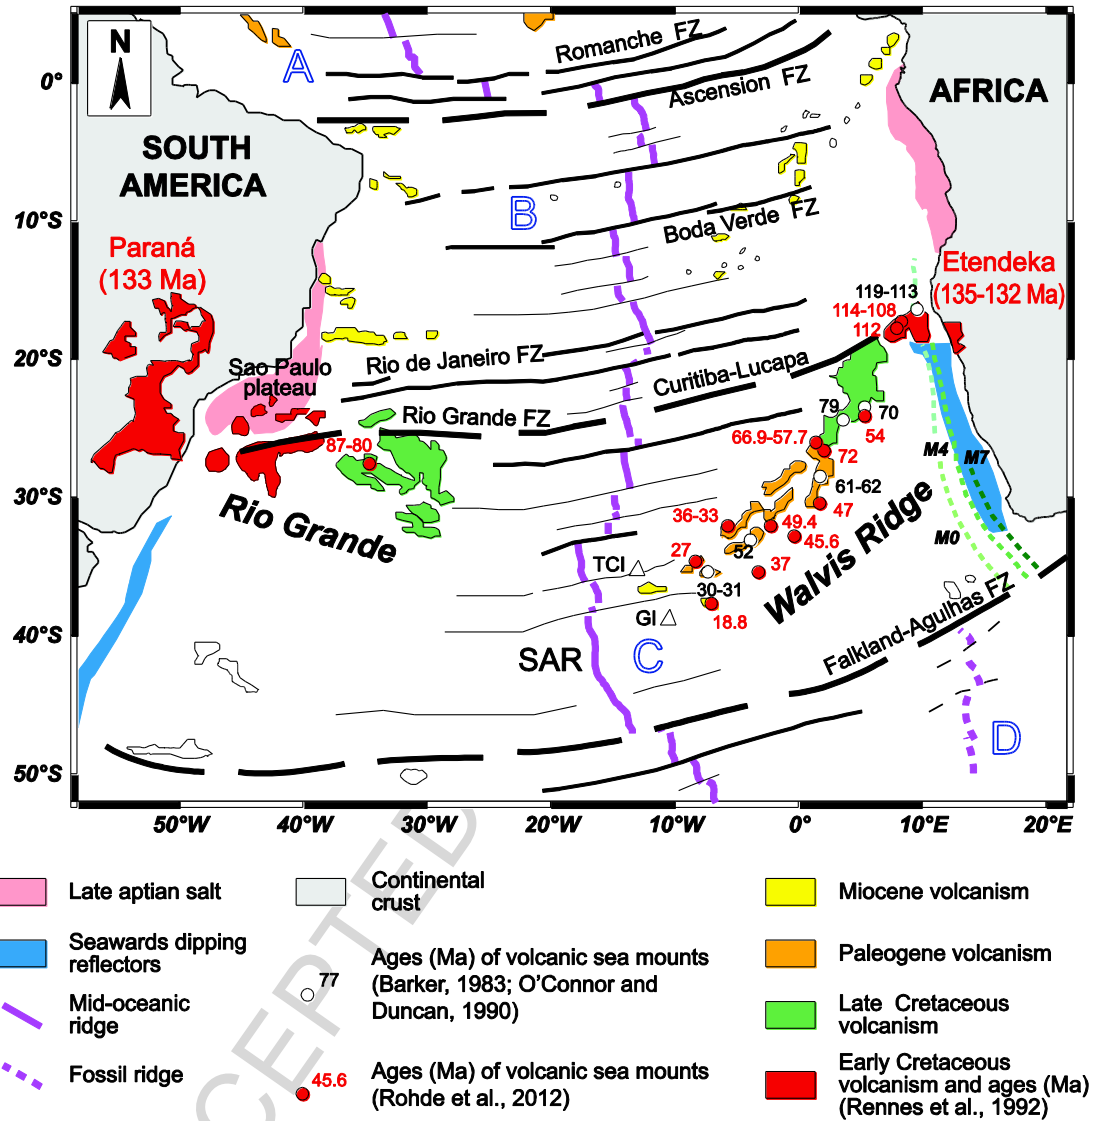 N
A
Romanche FZ
0°
Ascension FZ
AFRICA
SOUTH
AMERICA
10°S
B
Boda Verde FZ
Paraná
(133 Ma)
Etendeka
(135-132 Ma)
119-113
114-108
112
20°S
Sao Paulo
plateau
Rio de Janeiro FZ
Curitiba-Lucapa
Rio Grande FZ
79
70
54
66.9-57.7
72
87-80
M4
M7
61-62
30°S
47
Rio Grande
36-33
49.4
45.6
52
M0
Walvis Ridge
27
37
TCI
30-31
18.8
GI
40°S
SAR
C
Falkland-Agulhas FZ
D
50°S
50°W
40°W
30°W
20°W
10°W
0°
10°E
20°E
Late aptian salt
Seawards dipping
reflectors
Mid-oceanic
ridge
Fossil ridge
Continental
crust
77
Ages (Ma) of volcanic sea mounts
(Barker, 1983; O'Connor and
Duncan, 1990)
45.6
Ages (Ma) of volcanic sea mounts
(Rohde et al., 2012)
Miocene volcanism
Paleogene volcanism
Late Cretaceous
volcanism
Early Cretaceous
volcanism and ages (Ma)
(Rennes et al., 1992)
CEPTED